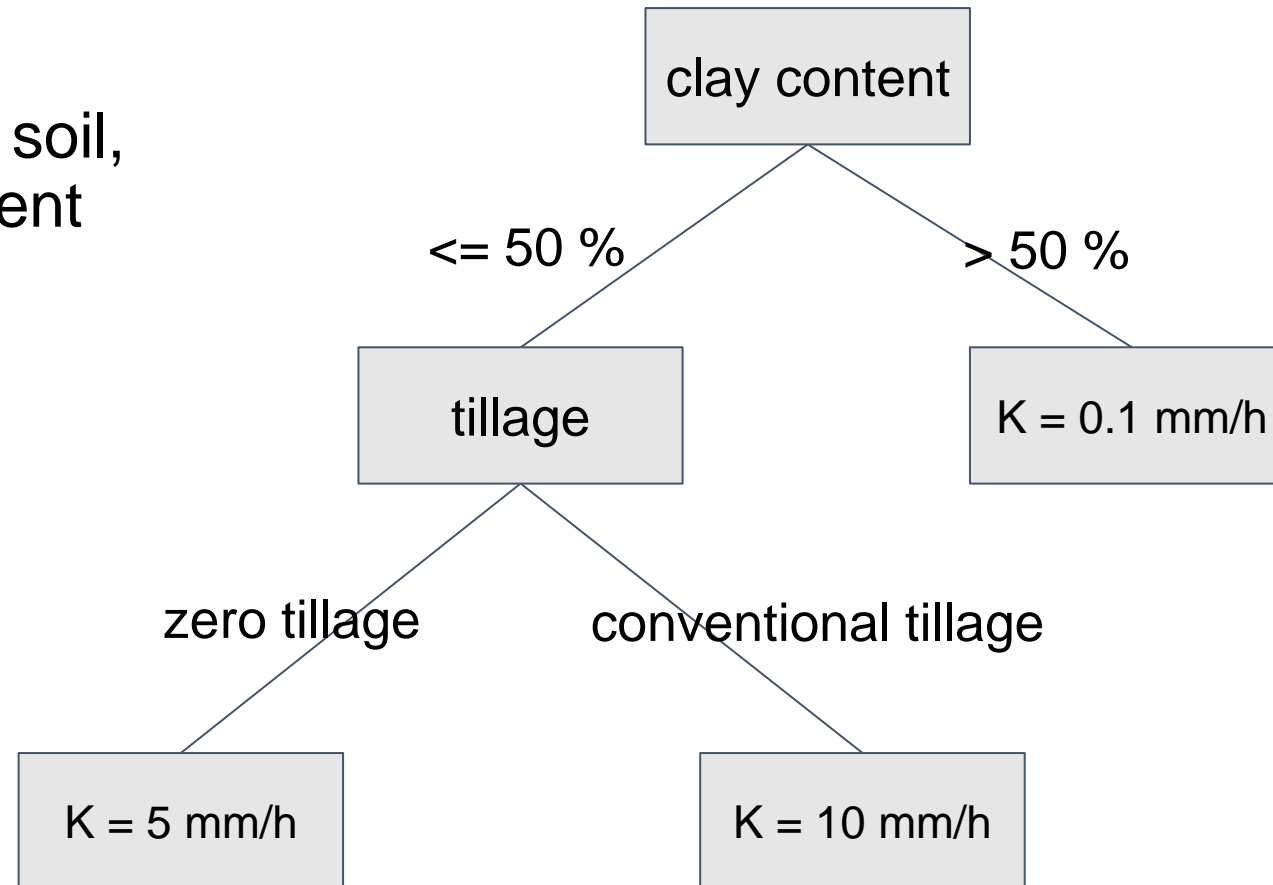 clay content
soil,
ent
<= 50 %
> 50 %
tillage
K = 0.1 mm/h
zero tillage
conventional tillage
K = 5 mm/h
K = 10 mm/h